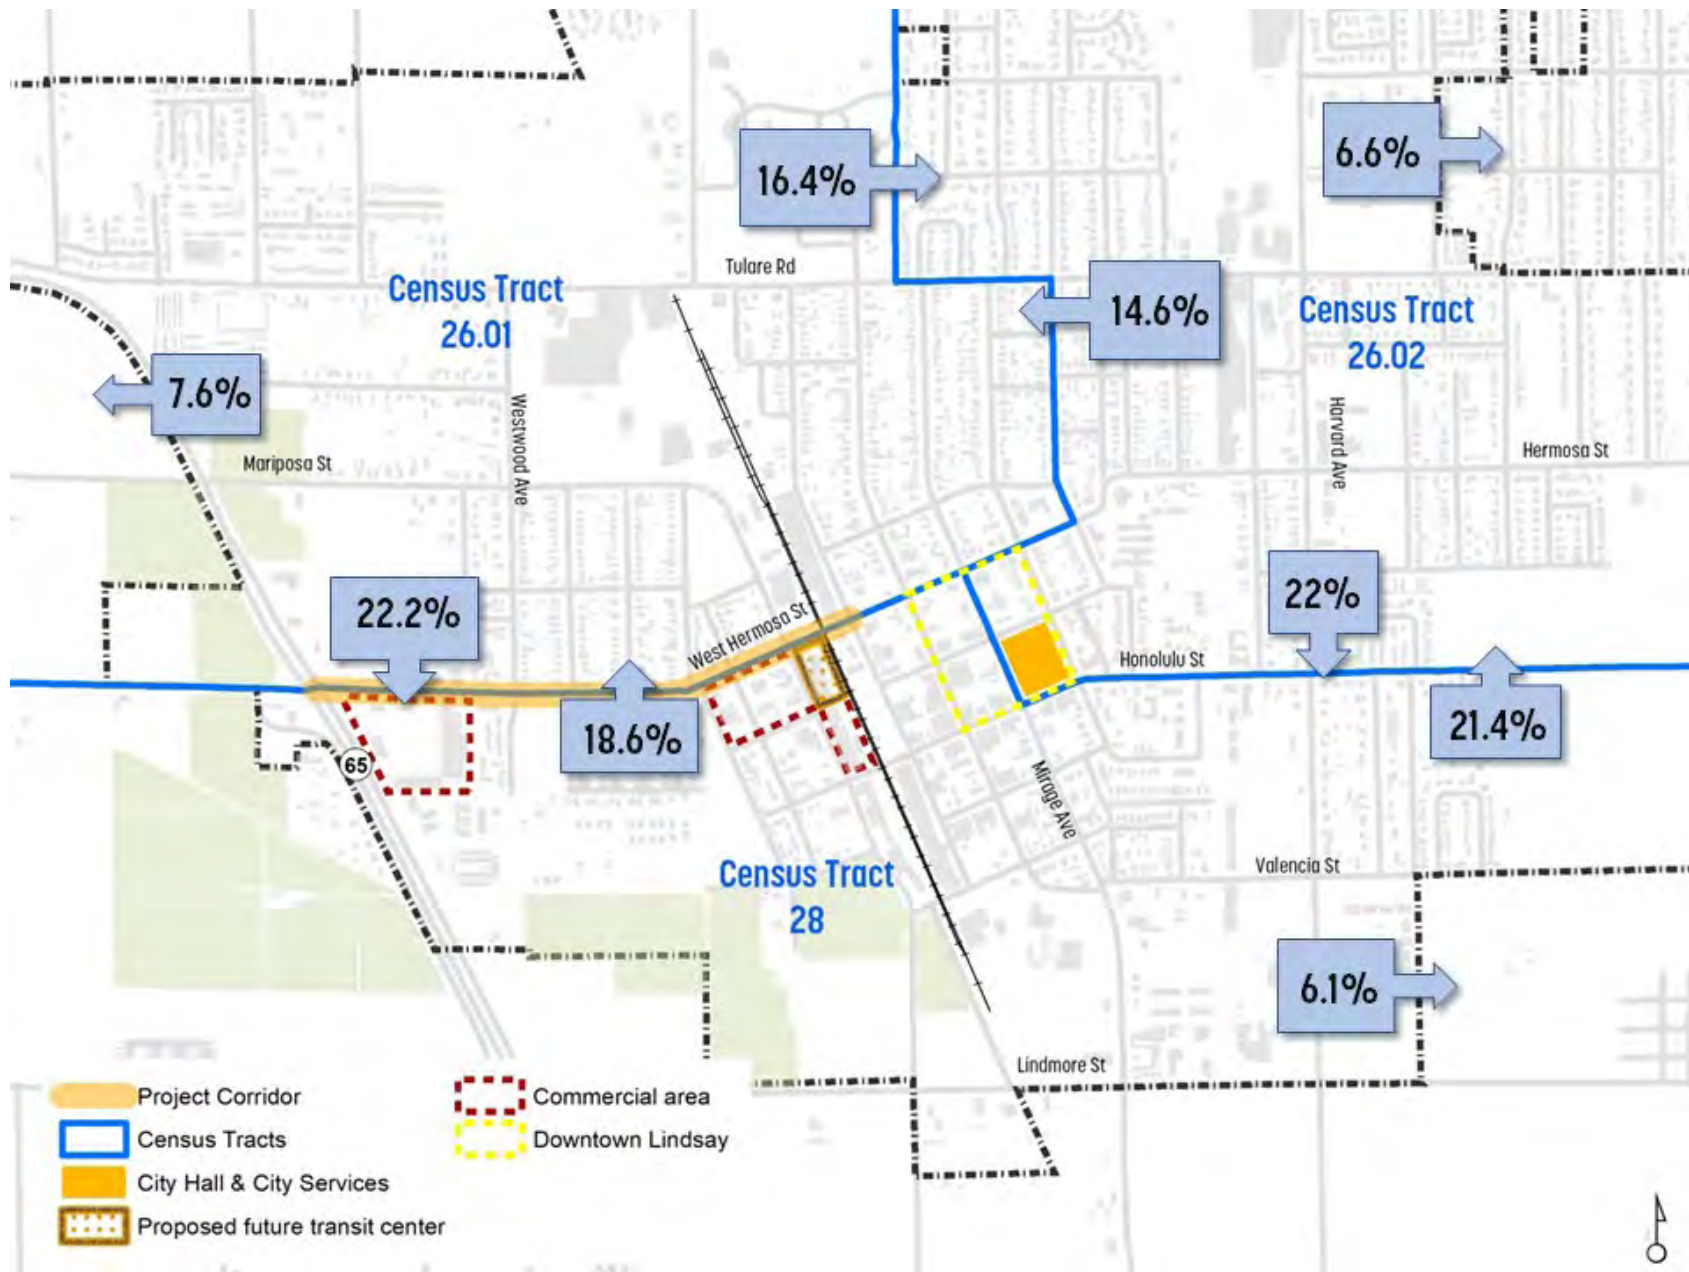 6.6%
16.4%
Tulare Rd
Census Tract
26.01
14.6%
Census Tract
26.02
7.6%
Westwood Ave
Harvard Ave
Mariposa St
Hermosa St
22.2%
22%
West Hermosa St
Honolulu St
18.6%
21.4%
65
Mirage Ave
Census Tract
28
Valencia St
6.1%
Lindmore St
Project Corridor
Census Tracts
City Hall & City Services
Proposed future transit center
Commercial area
Downtown Lindsay